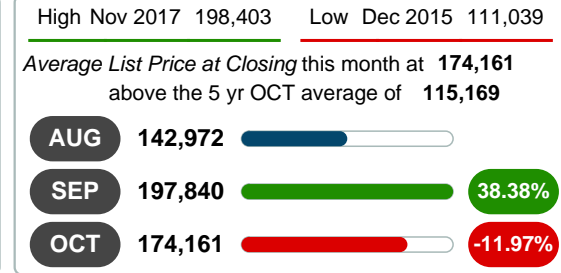 High Nov 2017 198,403 Low Dec 2015 111,039
Average List Price at Closing this month at 174,161
above the 5 yr OCT average of 115,169
AUG 142,972
SEP 197,840 38.38%
OCT 174,161 -11.97%